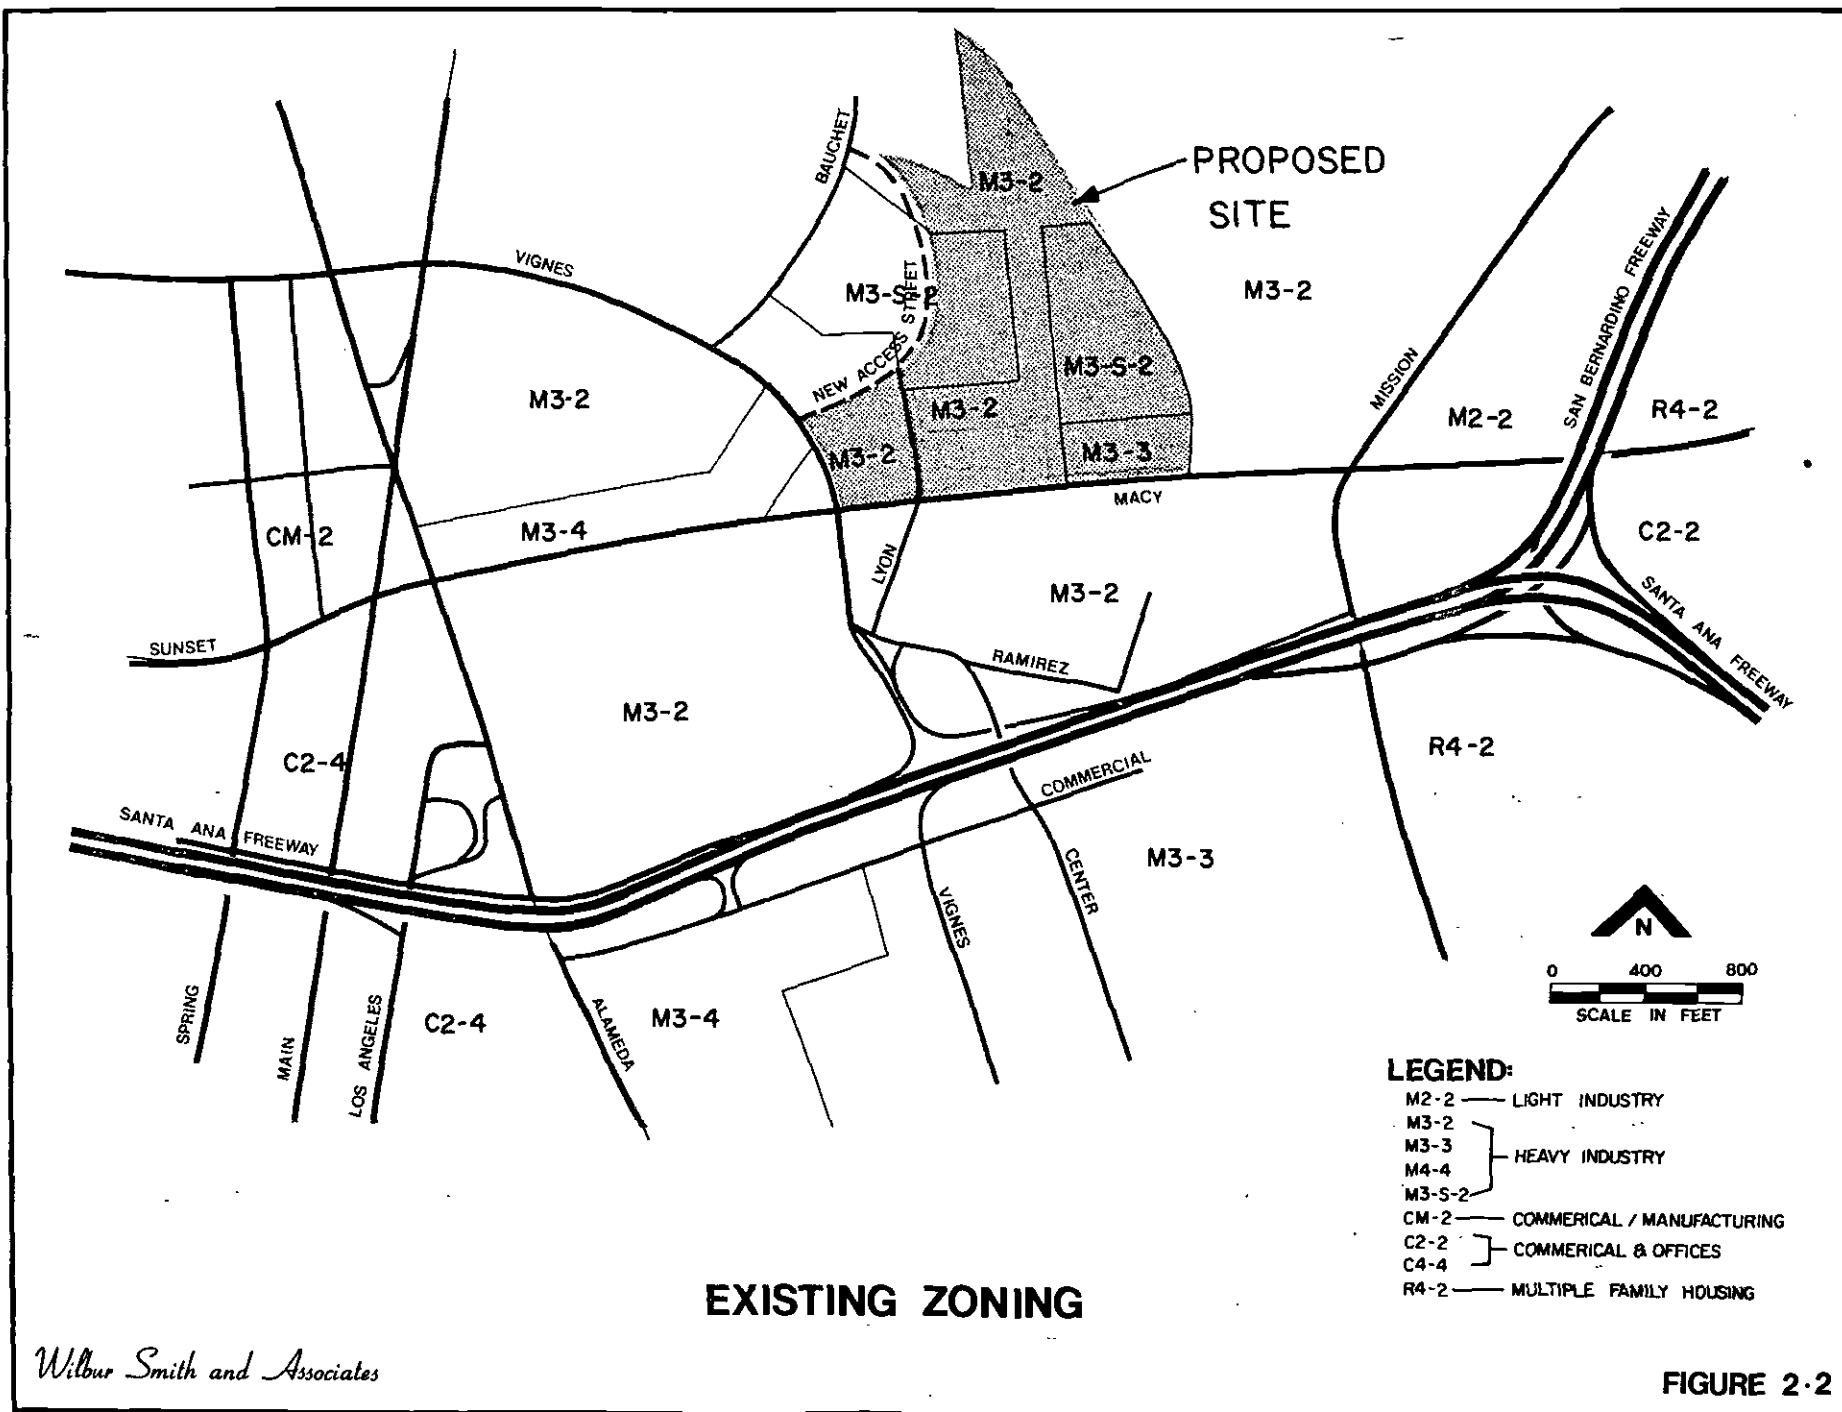 BAUCHET
PROPOSED
SITE
M3-2
VIGNES
M3-S-2
NEW ACCESS STREET
M3-2
SAN BERNARDINO FREEWAY
M3-S-2
MISSION
M3-2
M3-2
M2-2
R4-2
M3-2
M3-3
MACY
CM-2
M3-4
C2-2
LYON
M3-2
SANTA ANA FREEWAY
SUNSET
RAMIREZ
M3-2
R4-2
C2-4
COMMERCIAL
SANTA ANA FREEWAY
M3-3
CENTER
VIGNES
SPRING
MAIN
LOS ANGELES
C2-4
ALAMEDA
M3-4
N
0 400 800
SCALE IN FEET
LEGEND:
M2-2 LIGHT INDUSTRY
M3-2
M3-3
HEAVY INDUSTRY
M4-4
M3-S-2
CM-2 COMMERICAL / MANUFACTURING
C2-2
COMMERICAL & OFFICES
C4-4
R4-2 MULTIPLE FAMILY HOUSING
EXISTING ZONING
Wilbur Smith and Associates
FIGURE 2-2